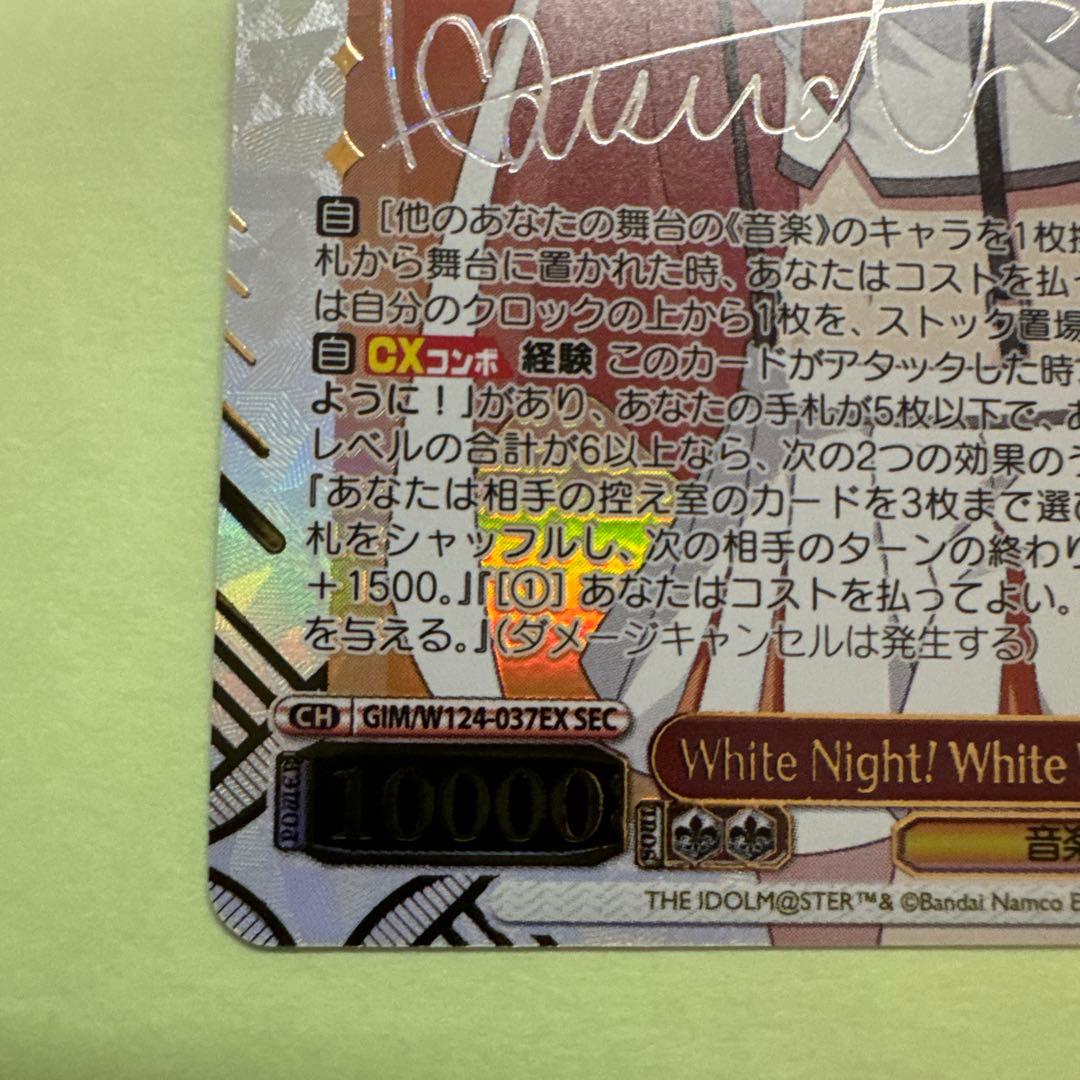 自 [他のあなたの舞台の《音楽》のキャラを1枚
札から舞台に置かれた時、あなたはコストを払っ
は自分のクロックの上から1枚を、ストック置場
自 CXコンボ 経験 このカードがアタックした時、
ように！」があり、あなたの手札が5枚以下で、あ
レベルの合計が6以上なら、次の2つの効果のう
『あなたは相手の控え室のカードを3枚まで選び
札をシャッフルし、次の相手のターンの終わり
＋1500。』『[①] あなたはコストを払ってよい。
を与える。』(ダメージキャンセルは発生する)
CH GIM/W124-037EX SEC
White Night! White
POWER 10000
SOUL
音楽
THE IDOLM@STER™& ©Bandai Namco E